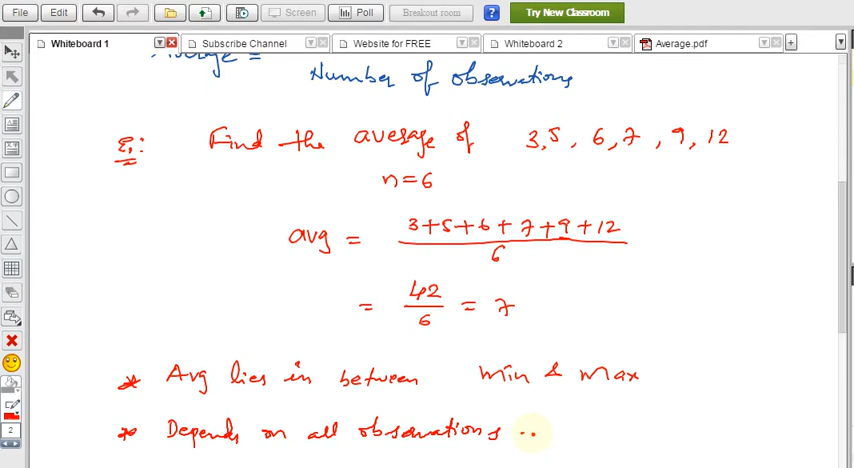 File Edit Screen Poll Breakout room ? Try New Classroom
Whiteboard 1 Subscribe Channel Website for FREE Whiteboard 2 Average.pdf +
Average =
Number of observations
Ex: Find the average of 3, 5, 6, 7, 9, 12
n = 6
avg = 3+5+6+7+9+12
6
= 42 = 7
6
* Avg lies in between Min & Max
* Depends on all observations ..
2